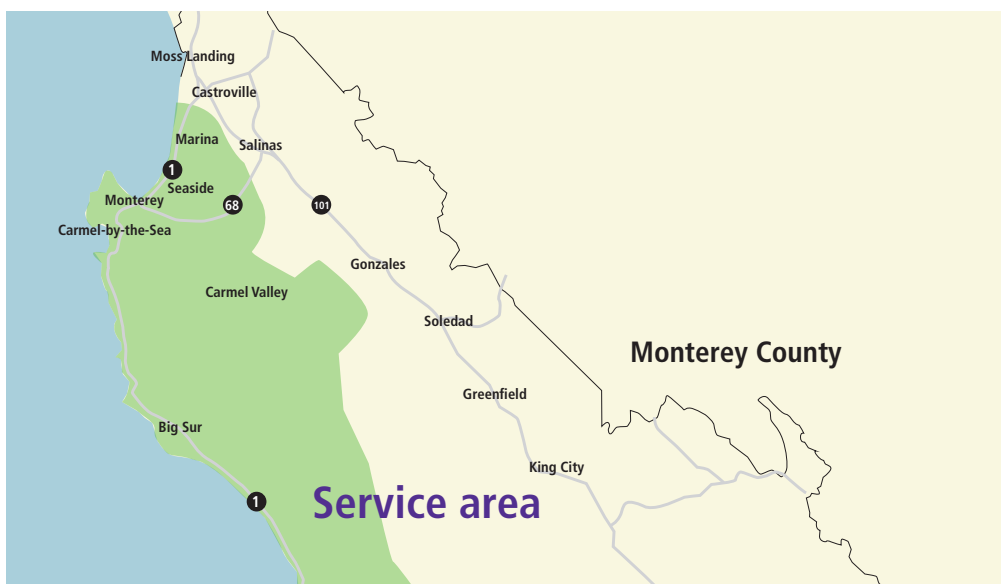 Moss Landing
Castroville
Marina
Salinas
1
Seaside
Monterey
68
101
Carmel-by-the-Sea
Gonzales
Carmel Valley
Soledad
Monterey County
Greenfield
Big Sur
King City
1
Service area